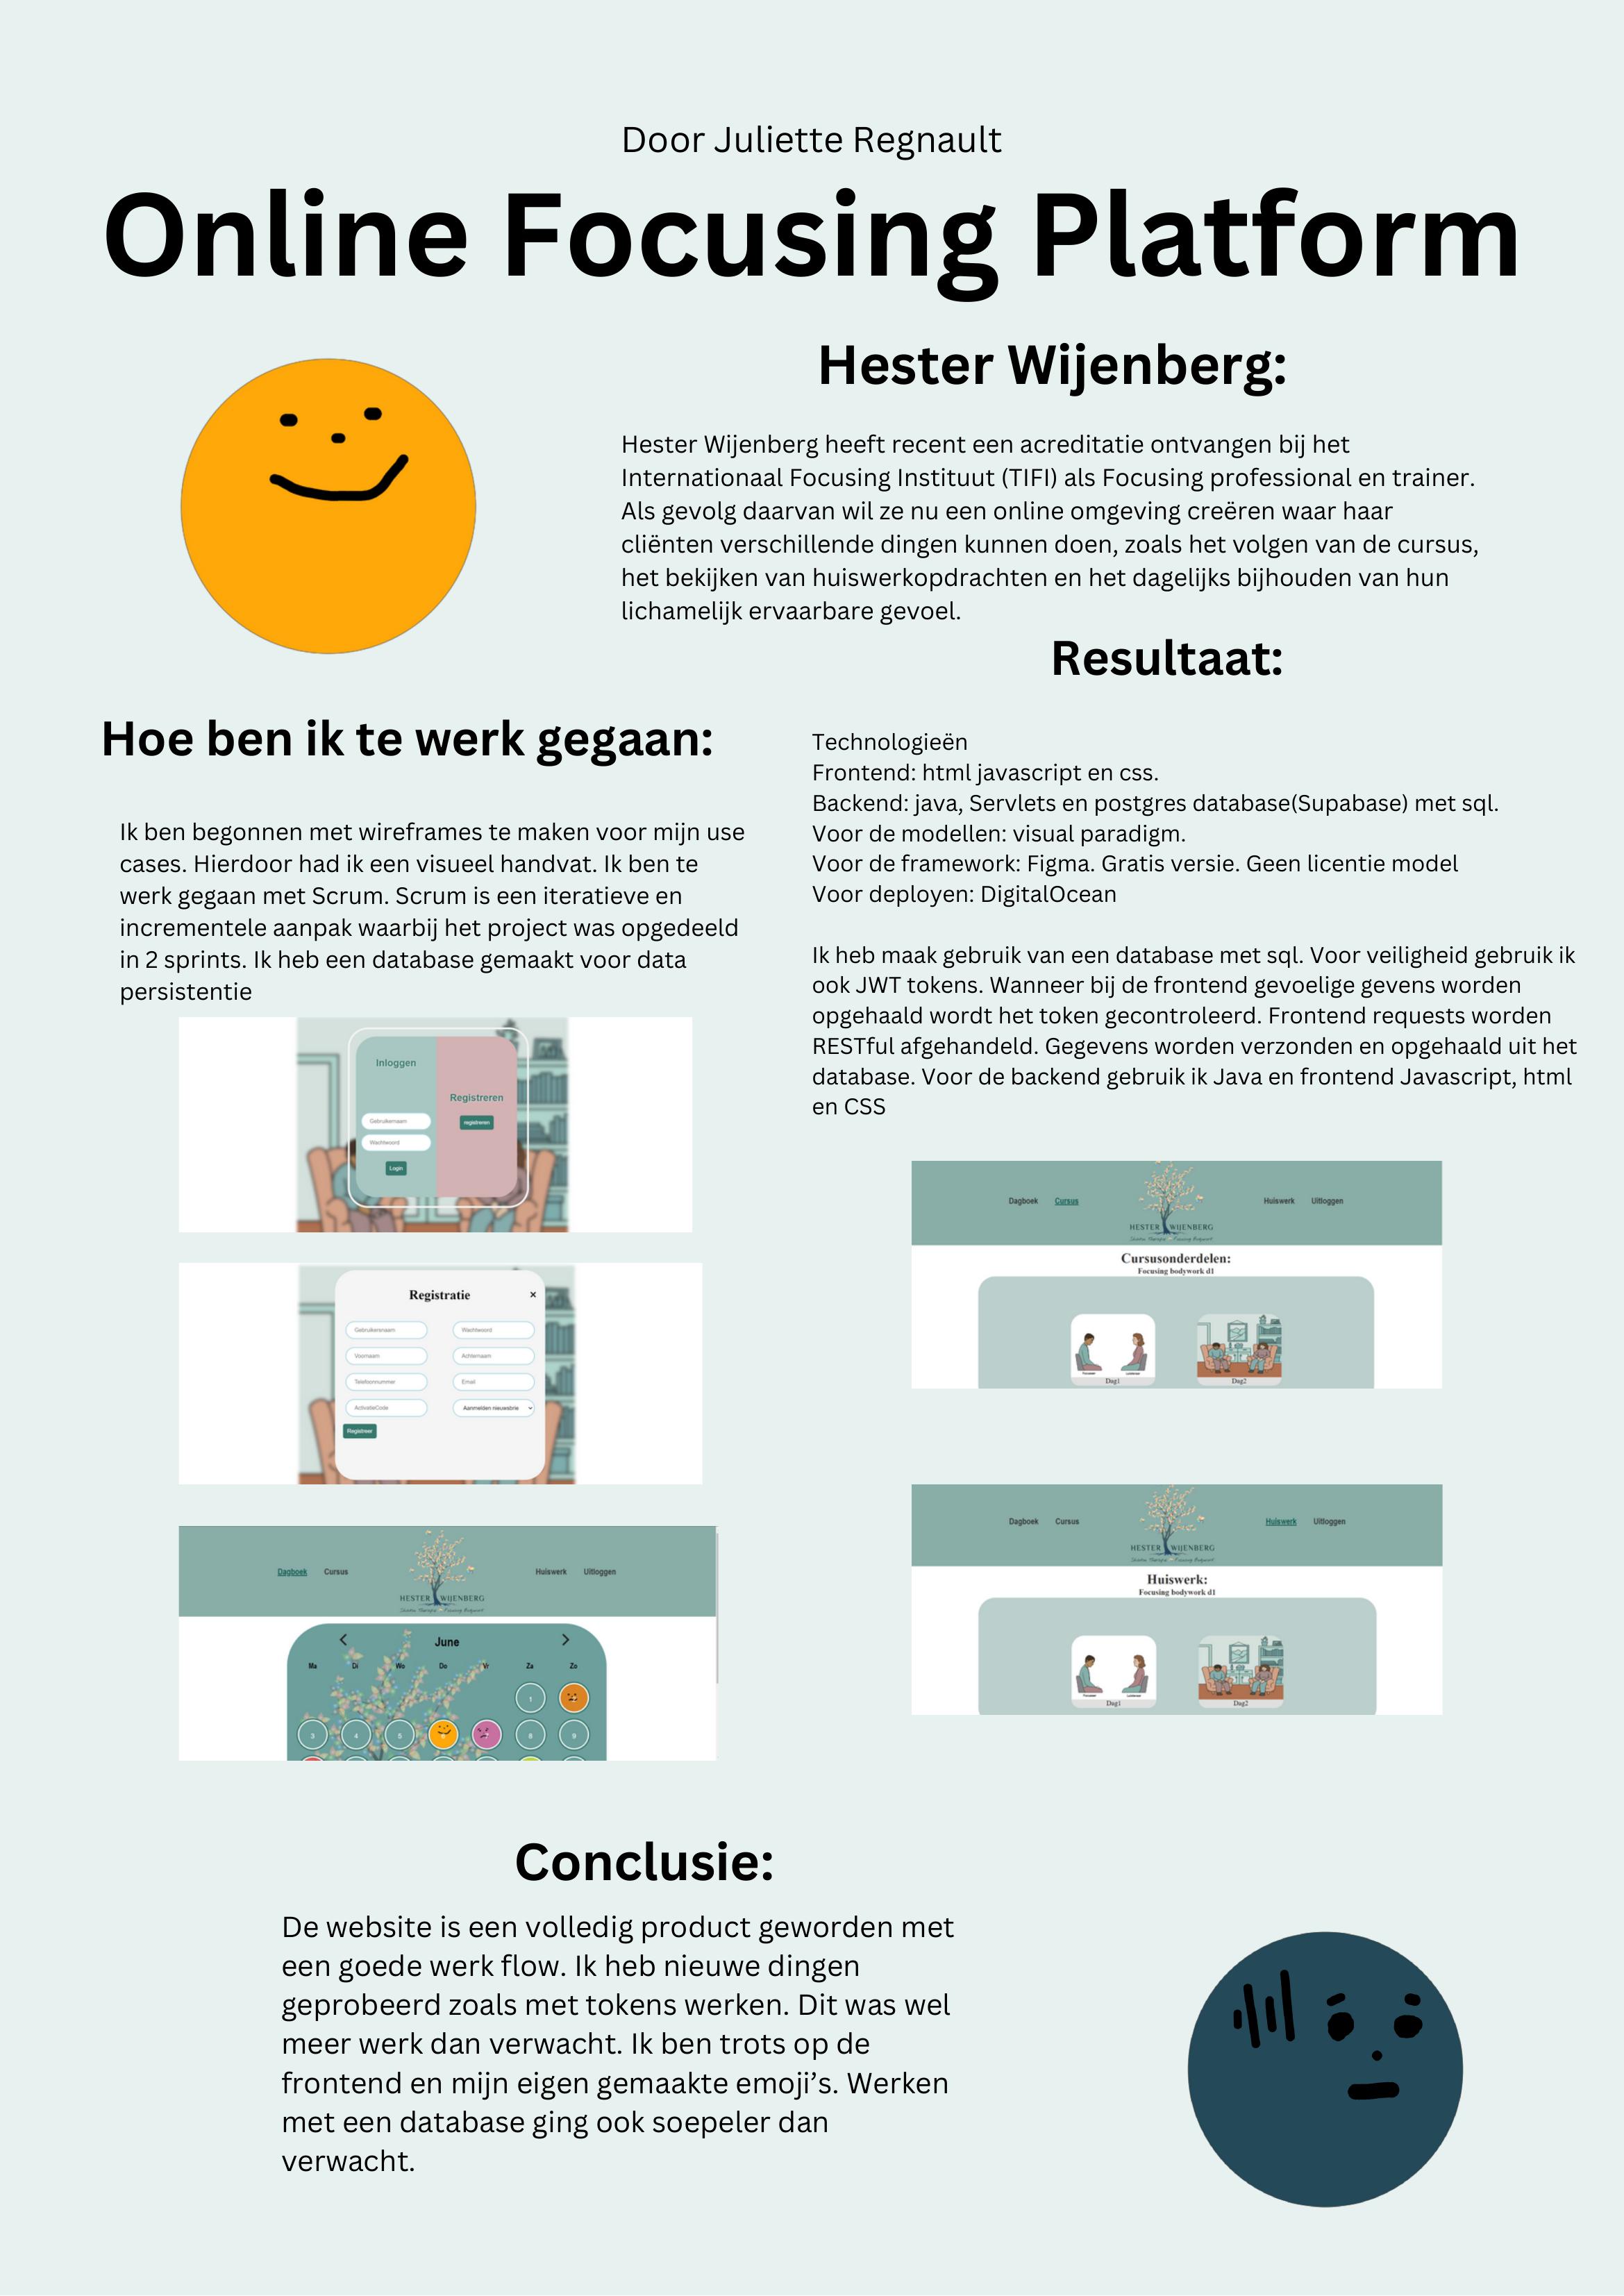 Door Juliette Regnault
Online Focusing Platform
Hester Wijenberg:
Hester Wijenberg heeft recent een acreditatie ontvangen bij het
Internationaal Focusing Instituut (TIFI) als Focusing professional en trainer.
Als gevolg daarvan wil ze nu een online omgeving creëren waar haar
cliënten verschillende dingen kunnen doen, zoals het volgen van de cursus,
het bekijken van huiswerkopdrachten en het dagelijks bijhouden van hun
lichamelijk ervaarbare gevoel.
Hoe ben ik te werk gegaan:
Ik ben begonnen met wireframes te maken voor mijn use
cases. Hierdoor had ik een visueel handvat. Ik ben te
werk gegaan met Scrum. Scrum is een iteratieve en
incrementele aanpak waarbij het project was opgedeeld
in 2 sprints. Ik heb een database gemaakt voor data
persistentie
Inloggen
Registreren
Gebruikernaam
registreren
Wachtwoord
Login
Registratie
×
Gebruikersnaam
Wachtwoord
Voornaam
Achternaam
Telefoonnummer
Email
ActivatieCode
Aanmelden nieuwsbrie
Registreer
Dagboek Cursus
Huiswerk Uitloggen
HESTER WIJENBERG
June
Ma Di Wo Do Vr Za Zo
1
3 4 5 8 9
Resultaat:
Technologieën
Frontend: html javascript en css.
Backend: java, Servlets en postgres database(Supabase) met sql.
Voor de modellen: visual paradigm.
Voor de framework: Figma. Gratis versie. Geen licentie model
Voor deployen: DigitalOcean
Ik heb maak gebruik van een database met sql. Voor veiligheid gebruik ik
ook JWT tokens. Wanneer bij de frontend gevoelige gevens worden
opgehaald wordt het token gecontroleerd. Frontend requests worden
RESTful afgehandeld. Gegevens worden verzonden en opgehaald uit het
database. Voor de backend gebruik ik Java en frontend Javascript, html
en CSS
Dagboek Cursus
Huiswerk Uitloggen
HESTER WIJENBERG
Cursusonderdelen:
Focusing bodywork d1
Dag1 Dag2
Dagboek Cursus
Huiswerk Uitloggen
HESTER WIJENBERG
Huiswerk:
Focusing bodywork d1
Dag1 Dag2
Conclusie:
De website is een volledig product geworden met
een goede werk flow. Ik heb nieuwe dingen
geprobeerd zoals met tokens werken. Dit was wel
meer werk dan verwacht. Ik ben trots op de
frontend en mijn eigen gemaakte emoji’s. Werken
met een database ging ook soepeler dan
verwacht.